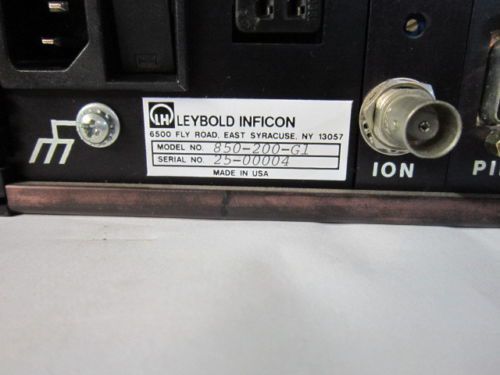 LH
LEYBOLD INFICON
6500 FLY ROAD, EAST SYRACUSE, NY 13057
MODEL NO. 850-200-G1
SERIAL NO. 25-00004
MADE IN USA
ION
PI